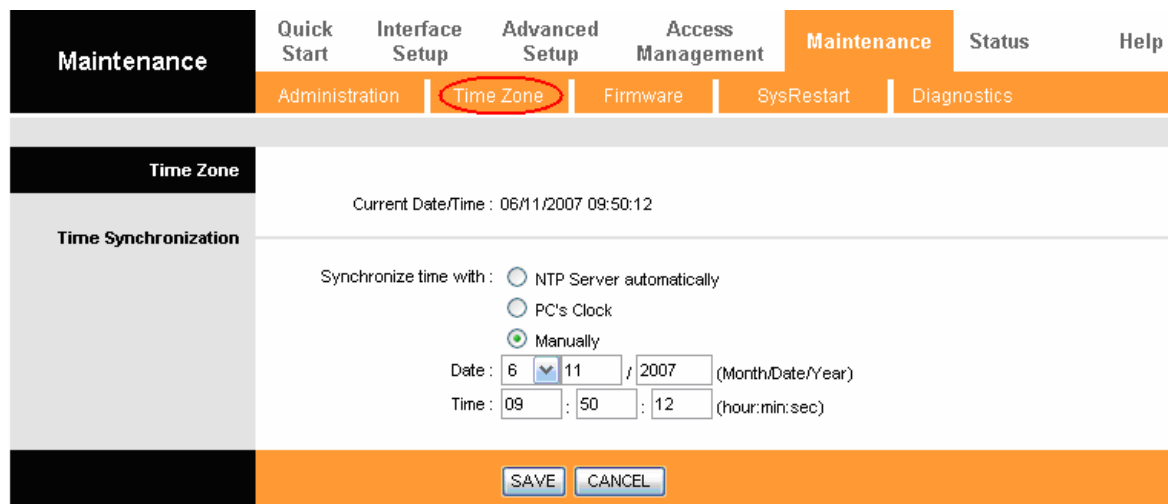 Maintenance
Quick Start
Interface Setup
Advanced Setup
Access Management
Maintenance
Status
Help
Administration
Time Zone
Firmware
SysRestart
Diagnostics
Time Zone
Current Date/Time : 06/11/2007 09:50:12
Time Synchronization
Synchronize time with : NTP Server automatically
PC's Clock
Manually
Date : 6 11 / 2007 (Month/Date/Year)
Time : 09 : 50 : 12 (hour:min:sec)
SAVE CANCEL